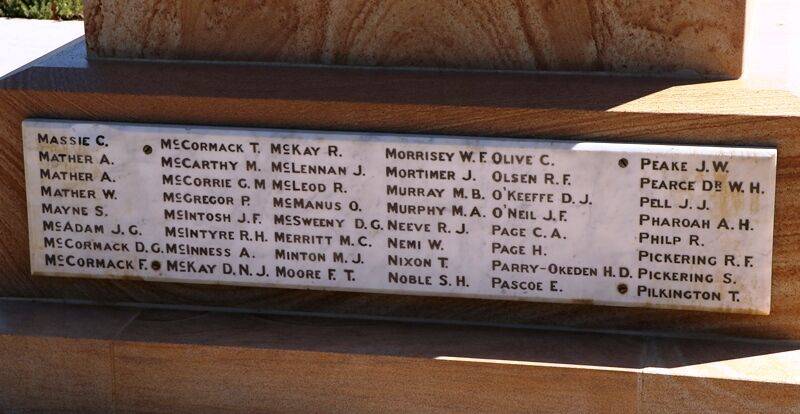 MASSIE C.
MATHER A.
MATHER A.
MATHER W.
MAYNE S.
McADAM J.G.
McCORMACK D.G.
McCORMACK F.
McCORMACK T.
McCARTHY M.
McCORRIE G.M
McGREGOR P.
McINTOSH J.F.
McINTYRE R.H.
McINNESS A.
McKAY D.N.J.
McKAY R.
McLENNAN J.
McLEOD R.
McMANUS O.
McSWEENY D.G.
MERRITT M.C.
MINTON M.J.
MOORE F.T.
MORRISEY W.F.
MORTIMER J.
MURRAY M.B.
MURPHY M.A.
NEEVE R.J.
NEMI W.
NIXON T.
NOBLE S.H.
OLIVE C.
OLSEN R.F.
O'KEEFFE D.J.
O'NEIL J.F.
PAGE C.A.
PAGE H.
PARRY-OKEDEN H.D.
PASCOE E.
PEAKE J.W.
PEARCE DR W.H.
PELL J.J.
PHAROAH A.H.
PHILP R.
PICKERING R.F.
PICKERING S.
PILKINGTON T.